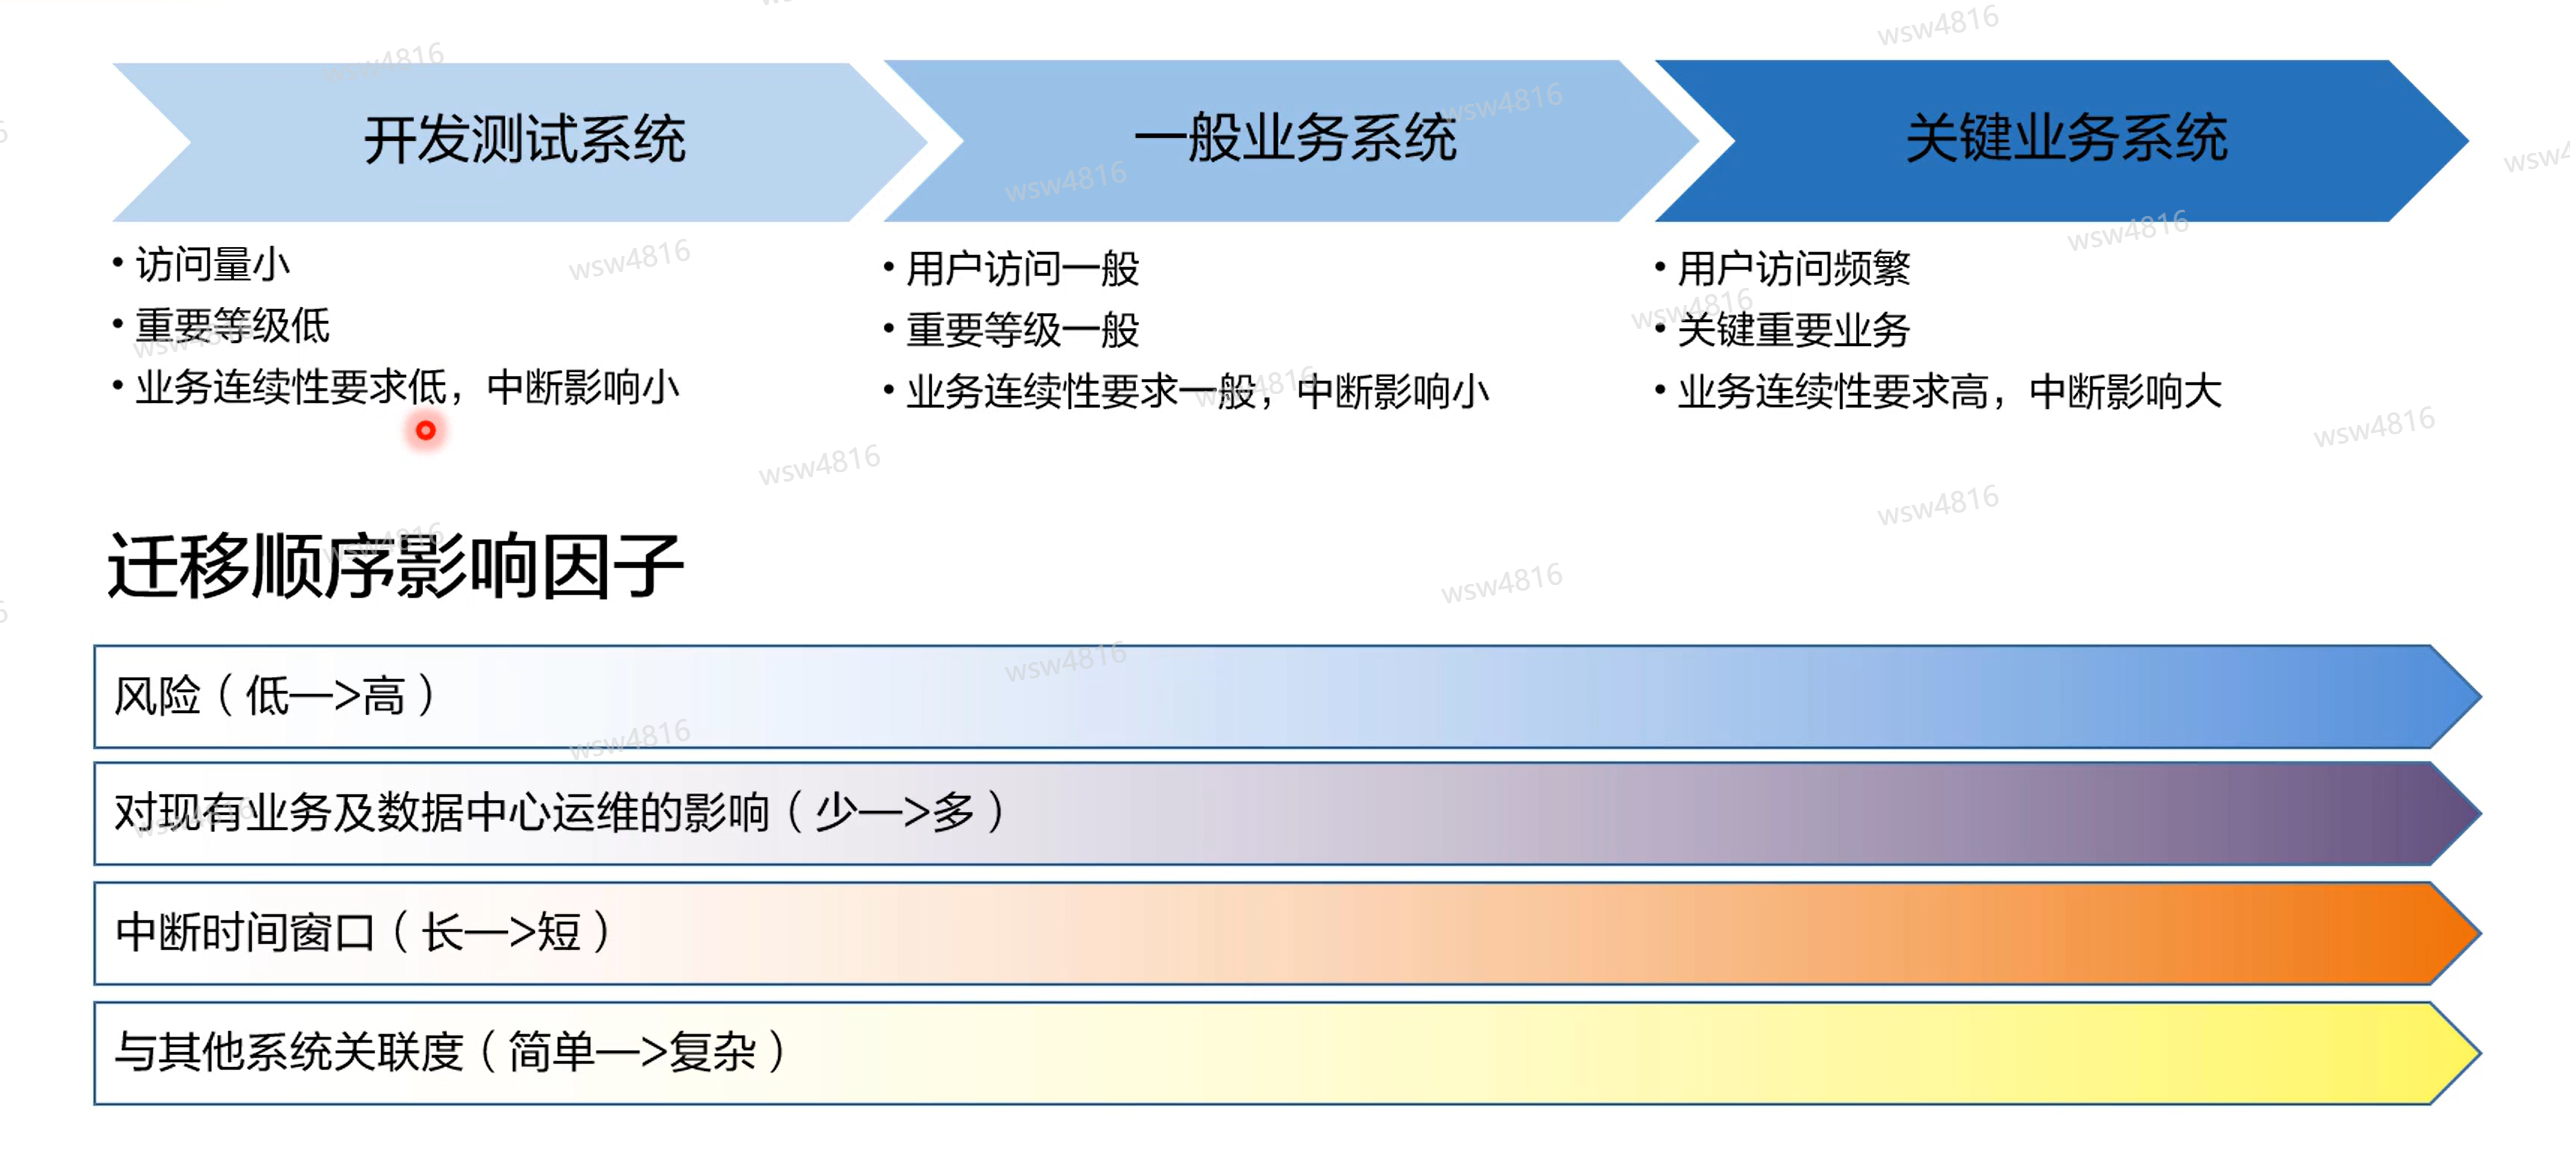 开发测试系统
一般业务系统
关键业务系统
• 访问量小
• 重要等级低
• 业务连续性要求低，中断影响小
• 用户访问一般
• 重要等级一般
• 业务连续性要求一般，中断影响小
• 用户访问频繁
• 关键重要业务
• 业务连续性要求高，中断影响大
迁移顺序影响因子
风险（低—>高）
对现有业务及数据中心运维的影响（少—>多）
中断时间窗口（长—>短）
与其他系统关联度（简单—>复杂）
wsw4816